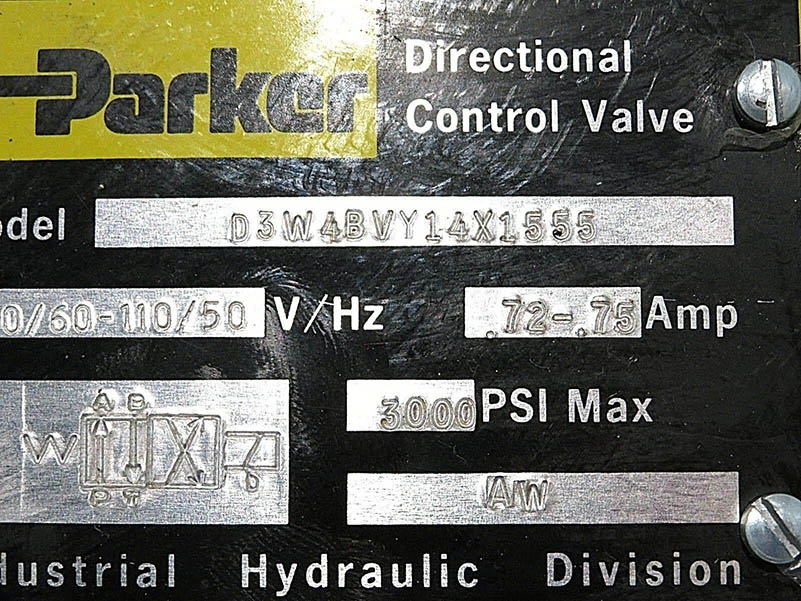 Parker
Directional
Control Valve
odel D3W4BVY14X1555
0/60-110/50 V/Hz .72-.75 Amp
A B
W
P T
3000 PSI Max
AW
dustrial Hydraulic Division